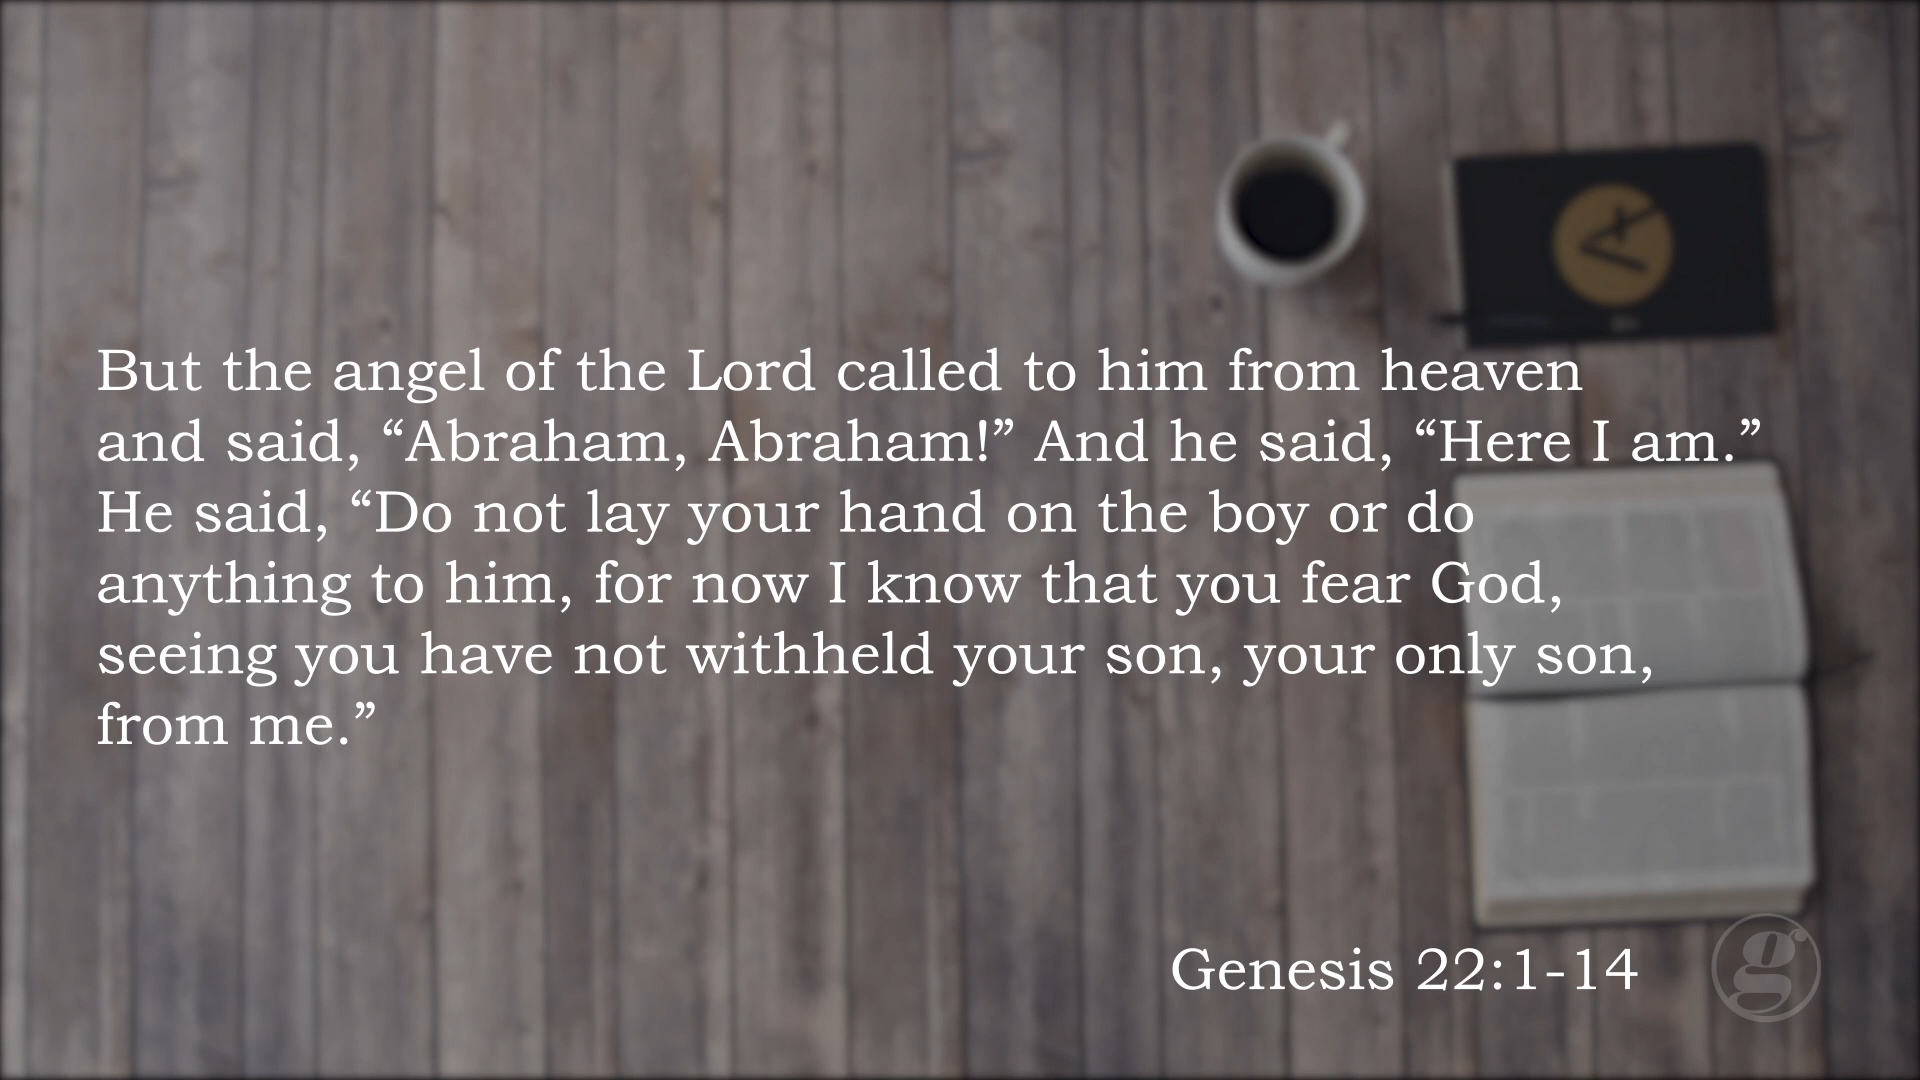 But the angel of the Lord called to him from heaven
and said, “Abraham, Abraham!” And he said, “Here I am.”
He said, “Do not lay your hand on the boy or do
anything to him, for now I know that you fear God,
seeing you have not withheld your son, your only son,
from me.”
Genesis 22:1-14
g